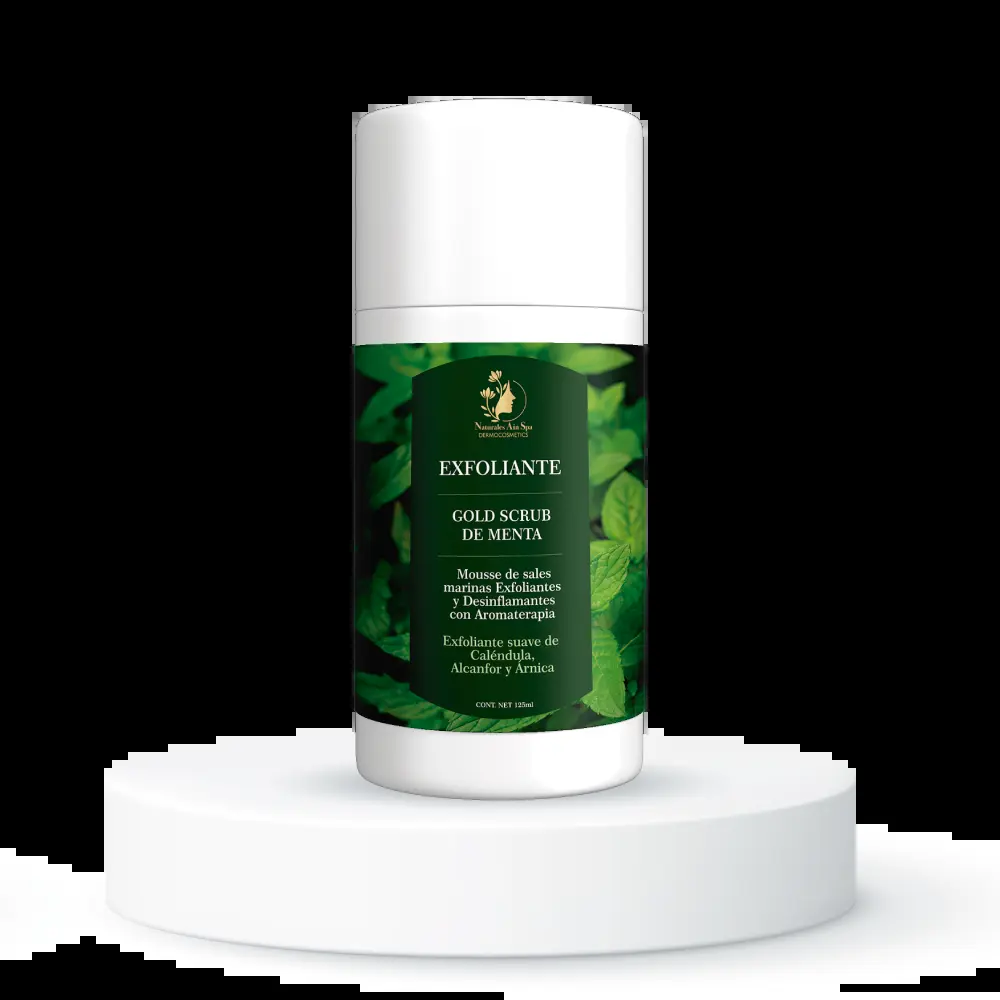 Naturales Ain Spa
DERMOCOSMETICS
EXFOLIANTE
GOLD SCRUB
DE MENTA
Mousse de sales
marinas Exfoliantes
y Desinflamantes
con Aromaterapia
Exfoliante suave de
Caléndula,
Alcanfor y Árnica
CONT. NET 125ml